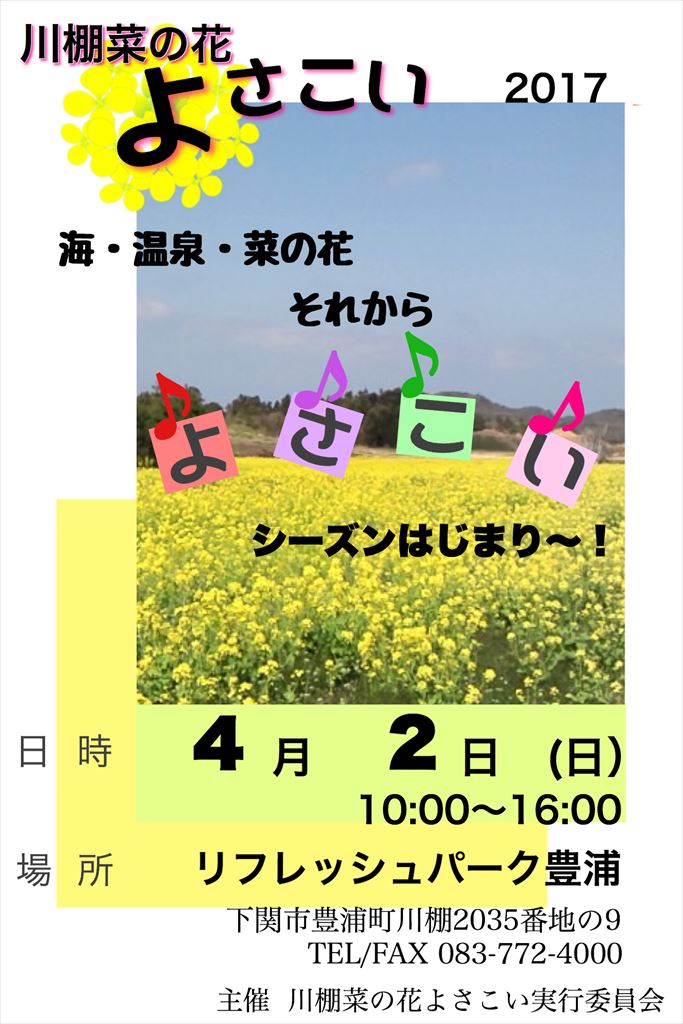 川棚菜の花
よさこい
2017
海・温泉・菜の花
それから
よさこい
シーズンはじまり〜！
日時 4月 2日 (日)
10:00〜16:00
場所 リフレッシュパーク豊浦
下関市豊浦町川棚2035番地の9
TEL/FAX 083-772-4000
主催 川棚菜の花よさこい実行委員会